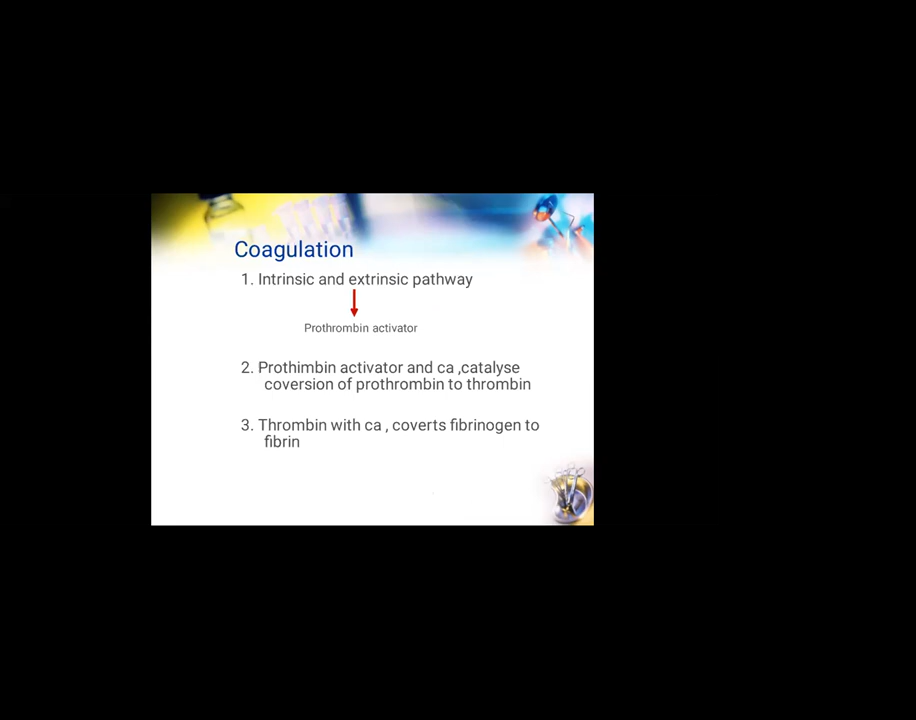 Coagulation
1. Intrinsic and extrinsic pathway
Prothrombin activator
2. Prothimbin activator and ca ,catalyse
coversion of prothrombin to thrombin
3. Thrombin with ca , coverts fibrinogen to
fibrin